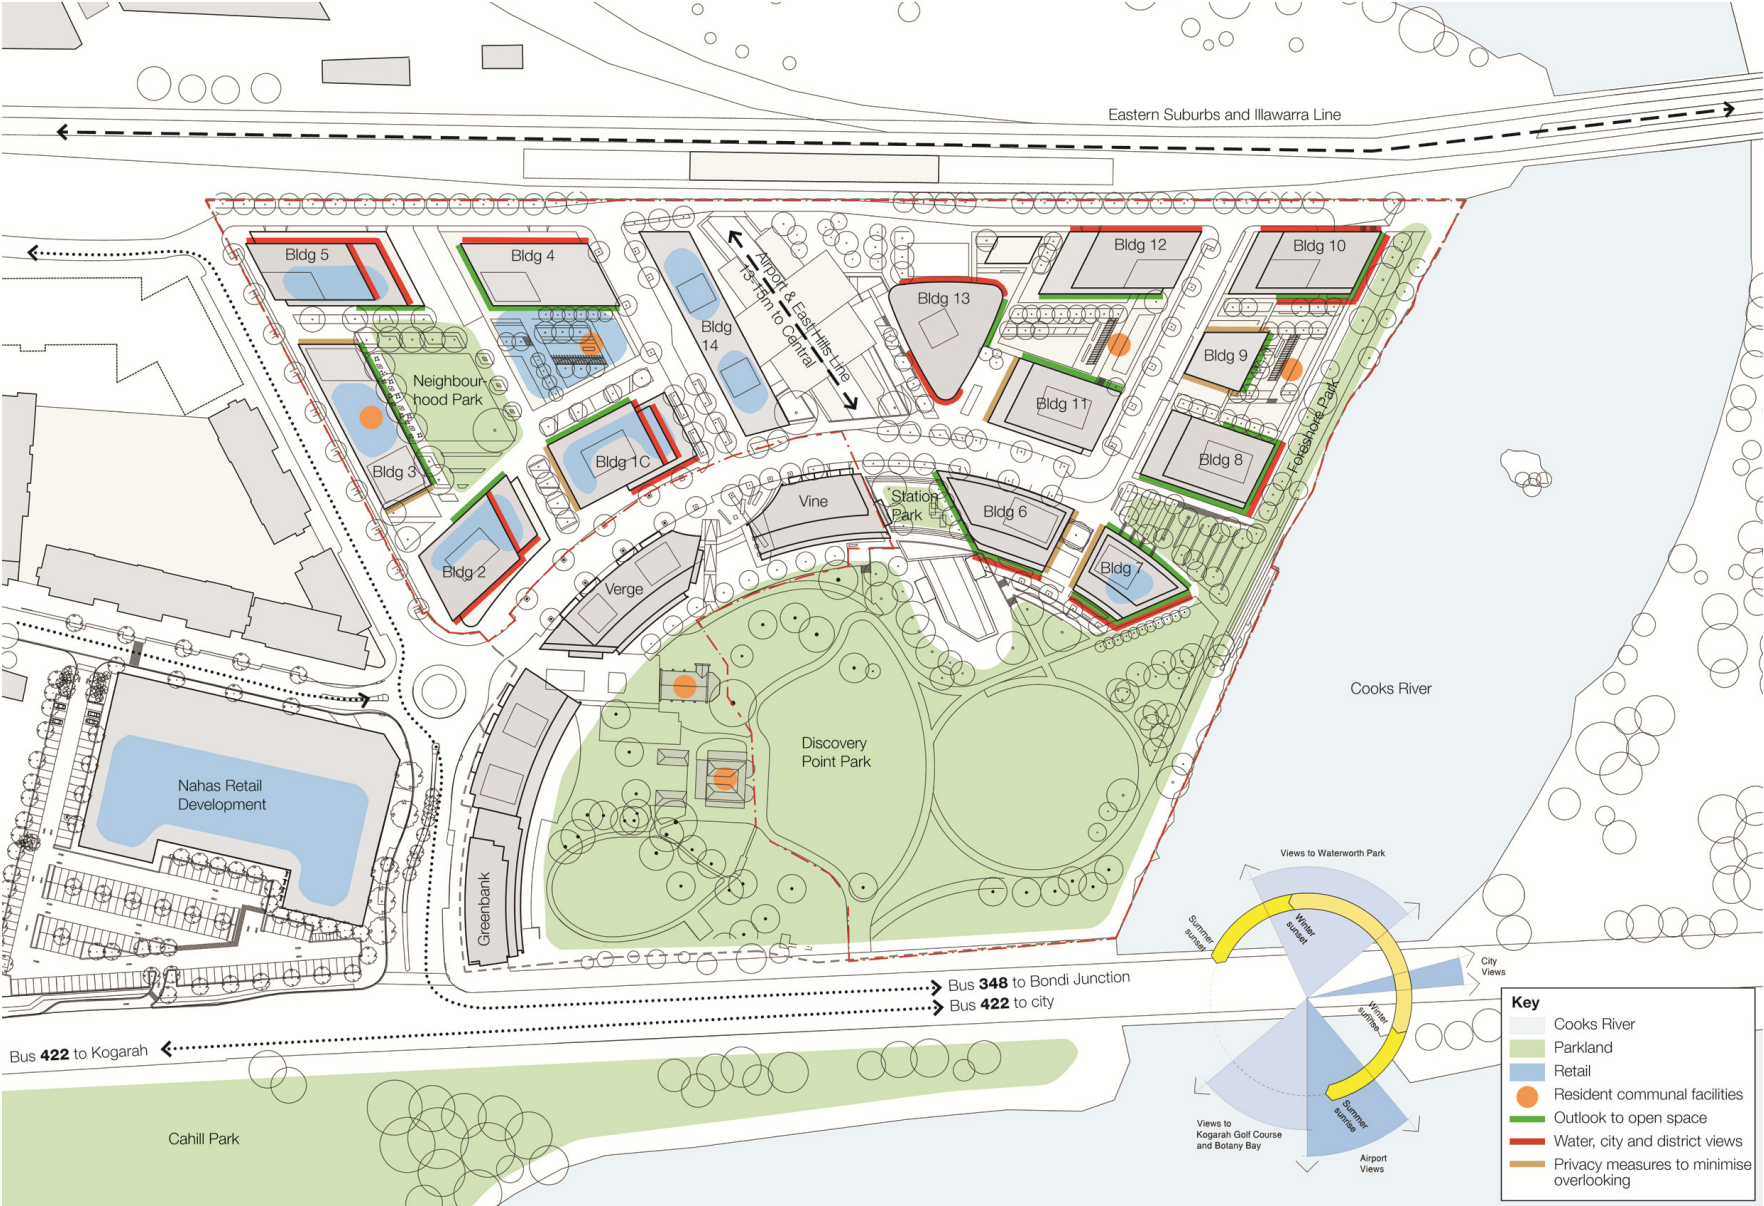 Eastern Suburbs and Illawarra Line
Bldg 5
Bldg 4
Bldg 12
Bldg 10
Airport & East Hills Line
13-15m to Central
Bldg 13
Bldg
14
Bldg 9
Neighbour-
hood Park
Bldg 11
Foreshore Park
Bldg 3
Bldg 1C
Bldg 8
Vine
Station
Park
Bldg 6
Bldg 2
Bldg 7
Verge
Cooks River
Discovery
Point Park
Nahas Retail
Development
Greenbank
Views to Waterworth Park
Summer
sunset
Winter
sunset
City
Views
Winter
sunrise
Summer
sunrise
Views to
Kogarah Golf Course
and Botany Bay
Airport
Views
Bus 348 to Bondi Junction
Bus 422 to city
Bus 422 to Kogarah
Cahill Park
Key
Cooks River
Parkland
Retail
Resident communal facilities
Outlook to open space
Water, city and district views
Privacy measures to minimise
overlooking